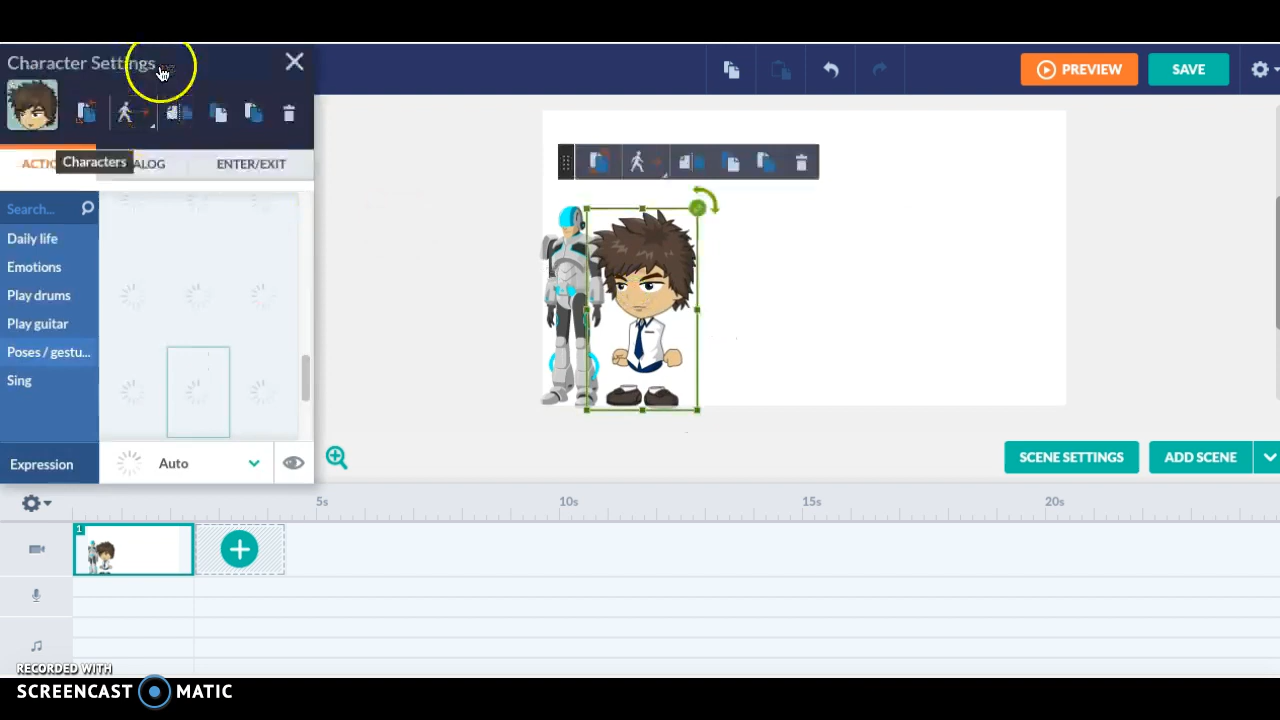 Character Settings
PREVIEW
SAVE
Characters
ENTER/EXIT
Search...
Daily life
Emotions
Play drums
Play guitar
Poses / gestu...
Sing
Expression
Auto
SCENE SETTINGS
ADD SCENE
5s
10s
15s
20s
1
RECORDED WITH
SCREENCAST MATIC